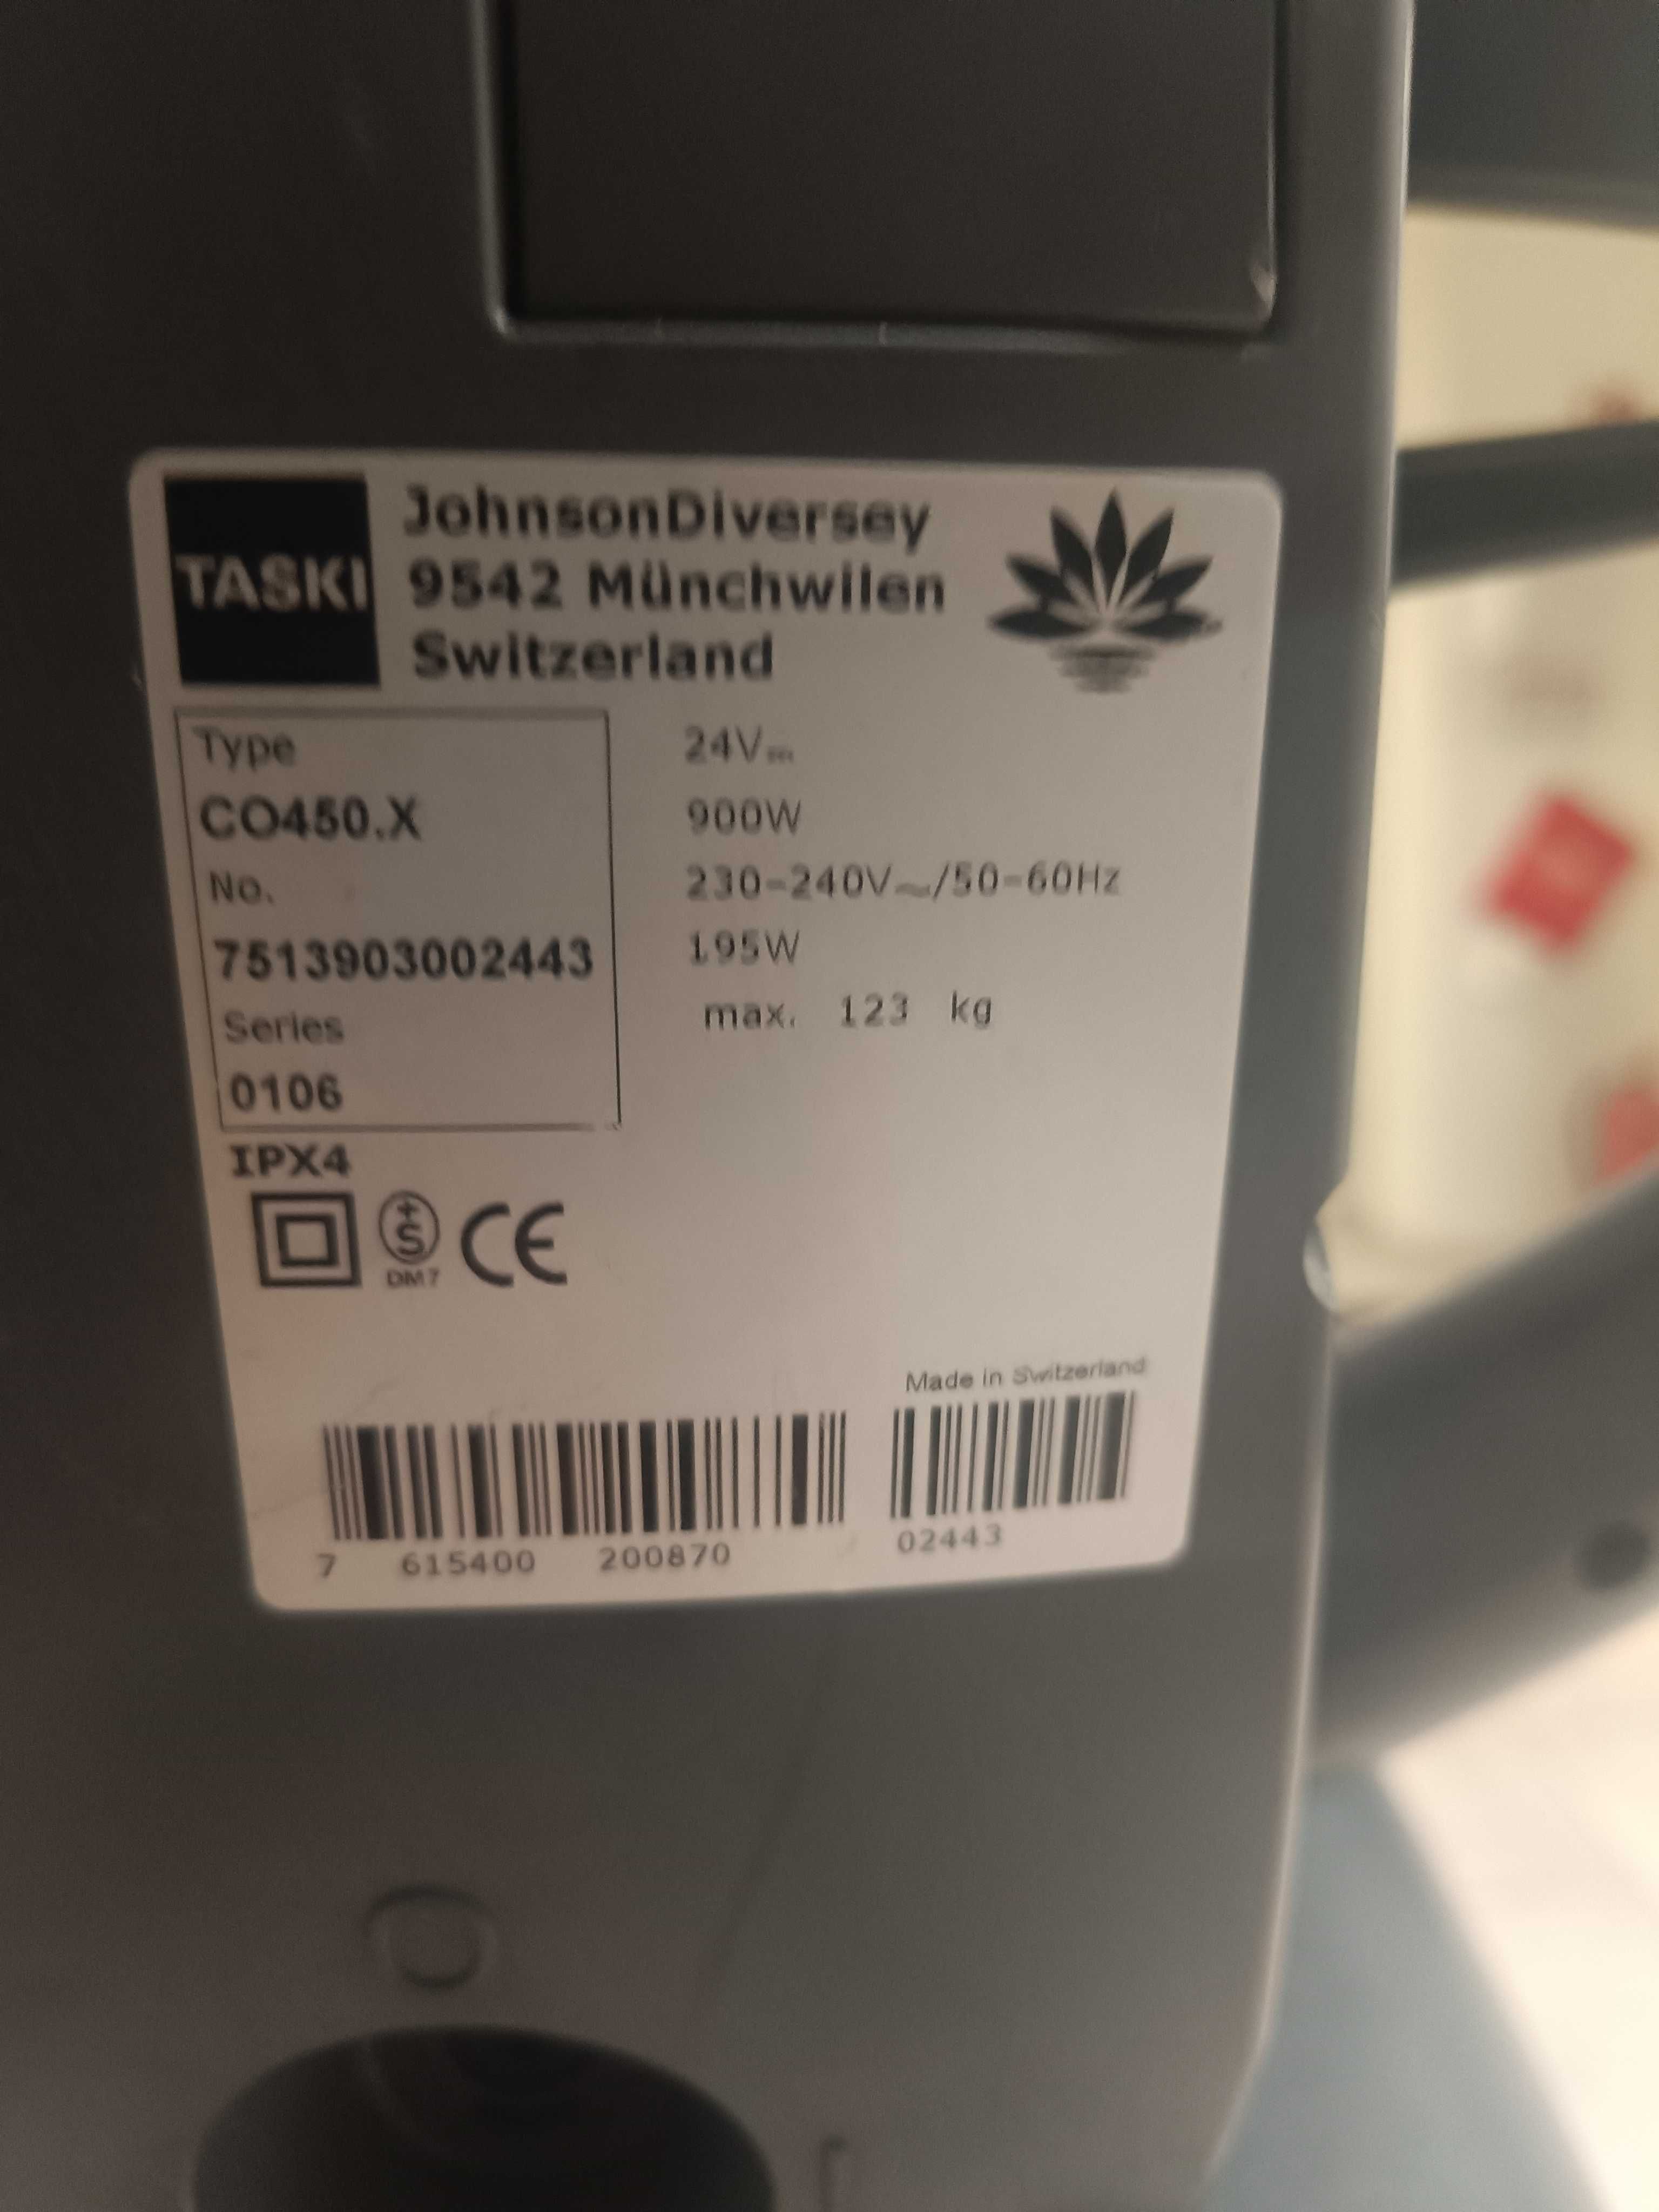 TASKI
JohnsonDiversey
9542 Münchwilen
Switzerland
Type
CO450.X
No.
7513903002443
Series
0106
24V⎓
900W
230-240V~/50-60Hz
195W
max. 123 kg
IPX4
+
S
DM7
CE
Made in Switzerland
7 615400 200870 02443